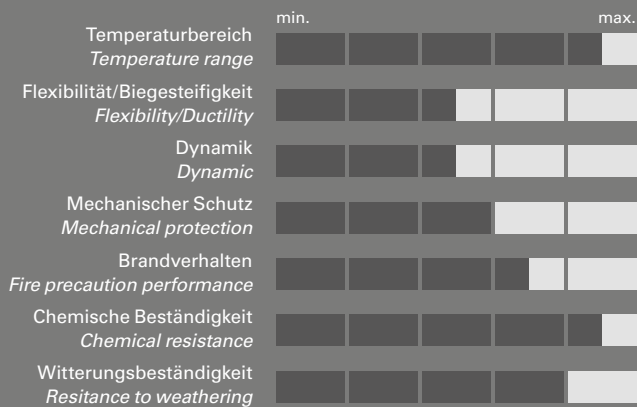 min. max.
Temperaturbereich
Temperature range
Flexibilität/Biegesteifigkeit
Flexibility/Ductility
Dynamik
Dynamic
Mechanischer Schutz
Mechanical protection
Brandverhalten
Fire precaution performance
Chemische Beständigkeit
Chemical resistance
Witterungsbeständigkeit
Resitance to weathering